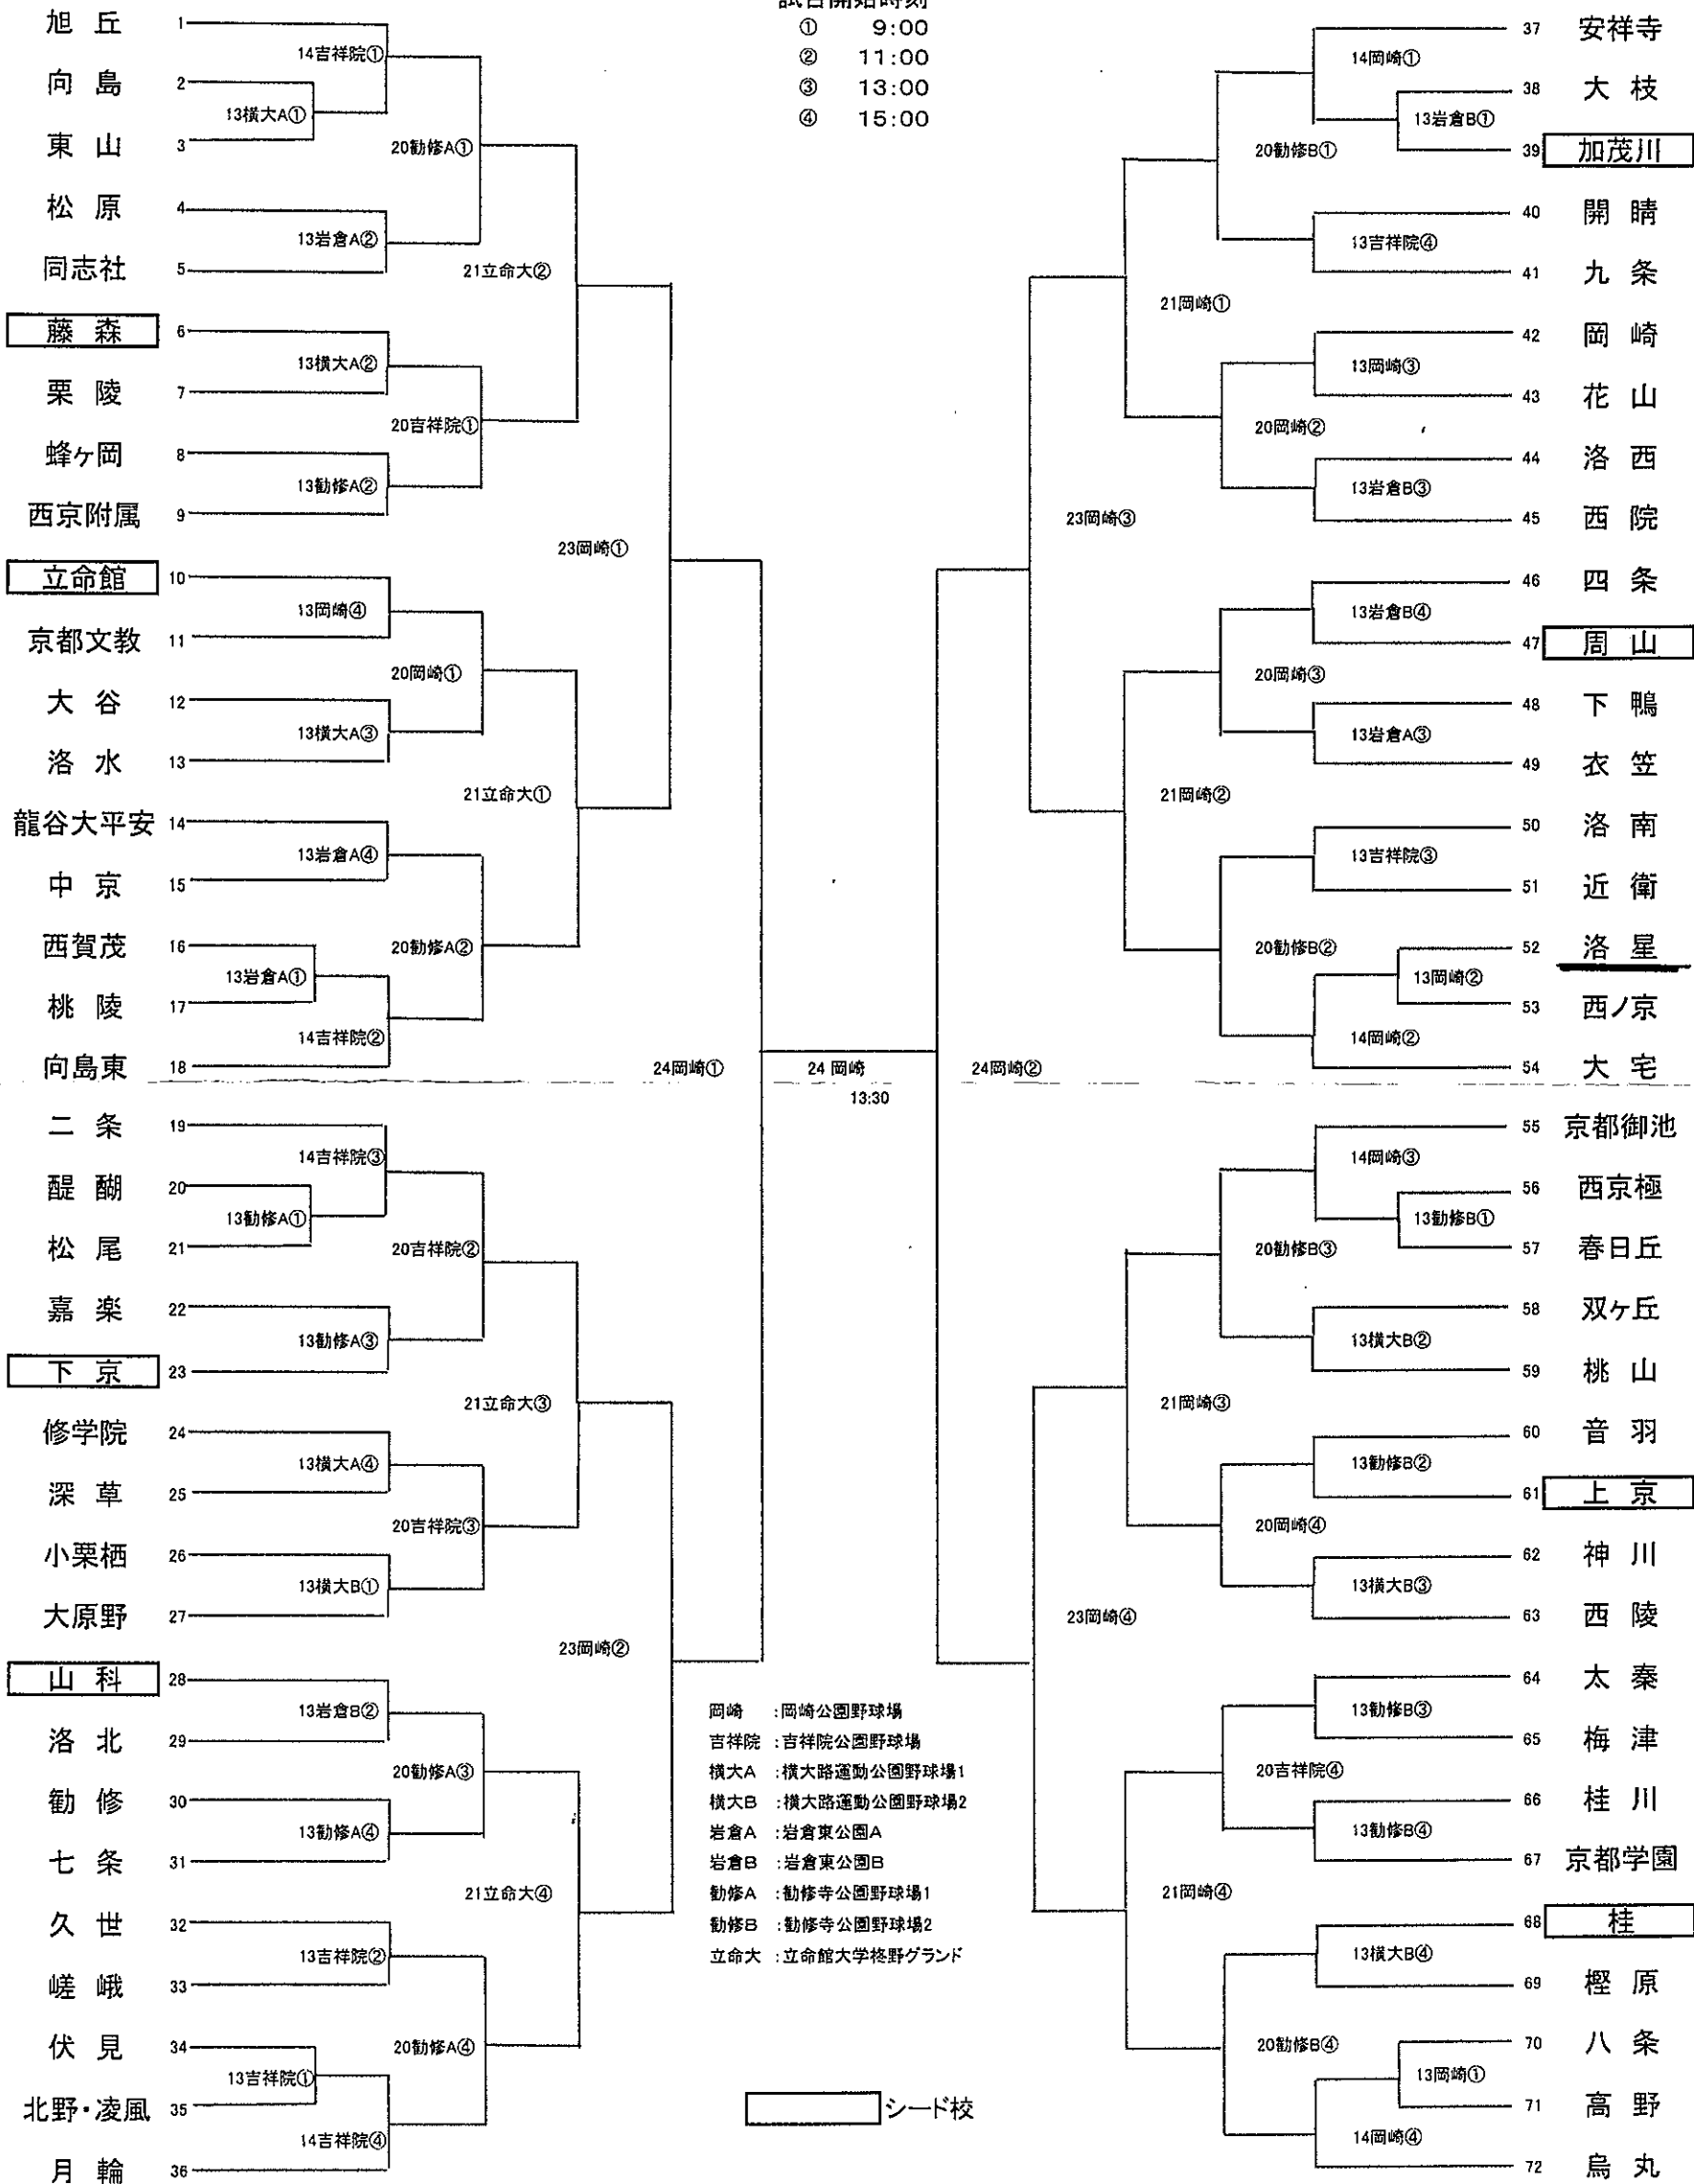 試合開始時刻
① 9:00
② 11:00
③ 13:00
④ 15:00
旭 丘 1
14吉祥院①
向 島 2
13横大A①
東 山 3
20勧修A①
松 原 4
13岩倉A②
同志社 5
21立命大②
藤 森 6
13横大A②
栗 陵 7
20吉祥院①
蜂ヶ岡 8
13勧修A②
西京附属 9
23岡崎①
立命館 10
13岡崎④
京都文教 11
20岡崎①
大 谷 12
13横大A③
洛 水 13
21立命大①
龍谷大平安 14
13岩倉A④
中 京 15
20勧修A②
西賀茂 16
13岩倉A①
桃 陵 17
14吉祥院②
向島東 18
24岡崎①
二 条 19
14吉祥院③
醍 醐 20
13勧修A①
松 尾 21
20吉祥院②
嘉 楽 22
13勧修A③
下 京 23
21立命大③
修学院 24
13横大A④
深 草 25
20吉祥院③
小栗栖 26
13横大B①
大原野 27
23岡崎②
山 科 28
13岩倉B②
洛 北 29
20勧修A③
勧 修 30
13勧修A④
七 条 31
21立命大④
久 世 32
13吉祥院②
嵯 峨 33
20勧修A④
伏 見 34
13吉祥院①
北野・凌風 35
14吉祥院④
月 輪 36
24 岡崎
13:30
37 安祥寺
14岡崎①
38 大 枝
13岩倉B①
39 加茂川
20勧修B①
40 開 睛
13吉祥院④
41 九 条
21岡崎①
42 岡 崎
13岡崎③
43 花 山
20岡崎②
44 洛 西
13岩倉B③
45 西 院
23岡崎③
46 四 条
13岩倉B④
47 周 山
20岡崎③
48 下 鴨
13岩倉A③
49 衣 笠
21岡崎②
50 洛 南
13吉祥院③
51 近 衛
20勧修B②
52 洛 星
13岡崎②
53 西ノ京
14岡崎②
54 大 宅
24岡崎②
55 京都御池
14岡崎③
56 西京極
13勧修B①
57 春日丘
20勧修B③
58 双ヶ丘
13横大B②
59 桃 山
21岡崎③
60 音 羽
13勧修B②
61 上 京
20岡崎④
62 神 川
13横大B③
63 西 陵
23岡崎④
64 太 秦
13勧修B③
65 梅 津
20吉祥院④
66 桂 川
13勧修B④
67 京都学園
21岡崎④
68 桂
13横大B④
69 樫 原
20勧修B④
70 八 条
13岡崎①
71 高 野
14岡崎④
72 烏 丸
岡崎 :岡崎公園野球場
吉祥院 :吉祥院公園野球場
横大A :横大路運動公園野球場1
横大B :横大路運動公園野球場2
岩倉A :岩倉東公園A
岩倉B :岩倉東公園B
勧修A :勧修寺公園野球場1
勧修B :勧修寺公園野球場2
立命大 :立命館大学柊野グランド
シード校